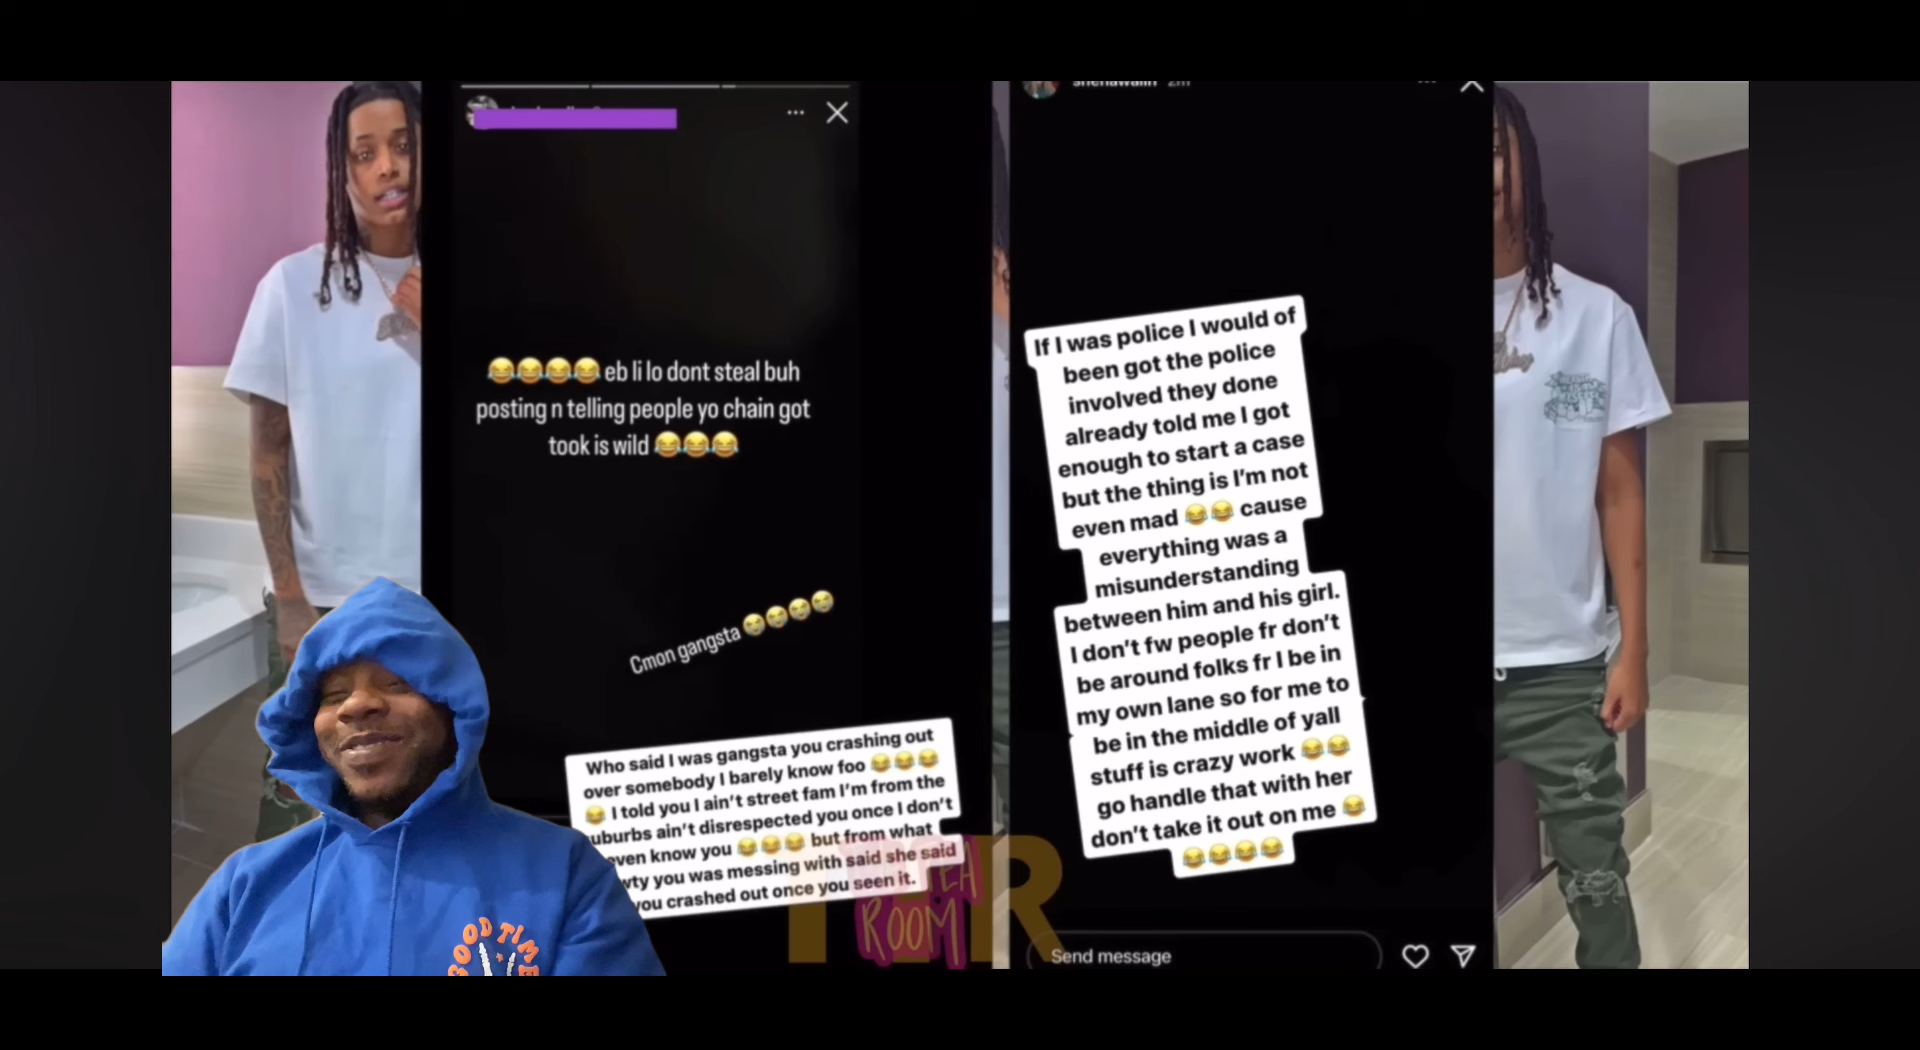 😂😂😂😂 eb li lo dont steal buh
posting n telling people yo chain got
took is wild 😂😂😂
Cmon gangsta 😭😭😭😭
Who said I was gangsta you crashing out
over somebody I barely know foo 😂😂😂
😂 I told you I ain't street fam I'm from the
uburbs ain't disrespected you once I don't
even know you 😂😂😂 but from what
you was messing with said she said
you crashed out once you seen it.
2m
If I was police I would of
been got the police
involved they done
already told me I got
enough to start a case
but the thing is I'm not
even mad 😂😂 cause
everything was a
misunderstanding
between him and his girl.
I don't fw people fr don't
be around folks fr I be in
my own lane so for me to
be in the middle of yall
stuff is crazy work 😂😂
go handle that with her
don't take it out on me 😂
😂😂😂😂
Send message
TEA
ROOM
GOOD TIME